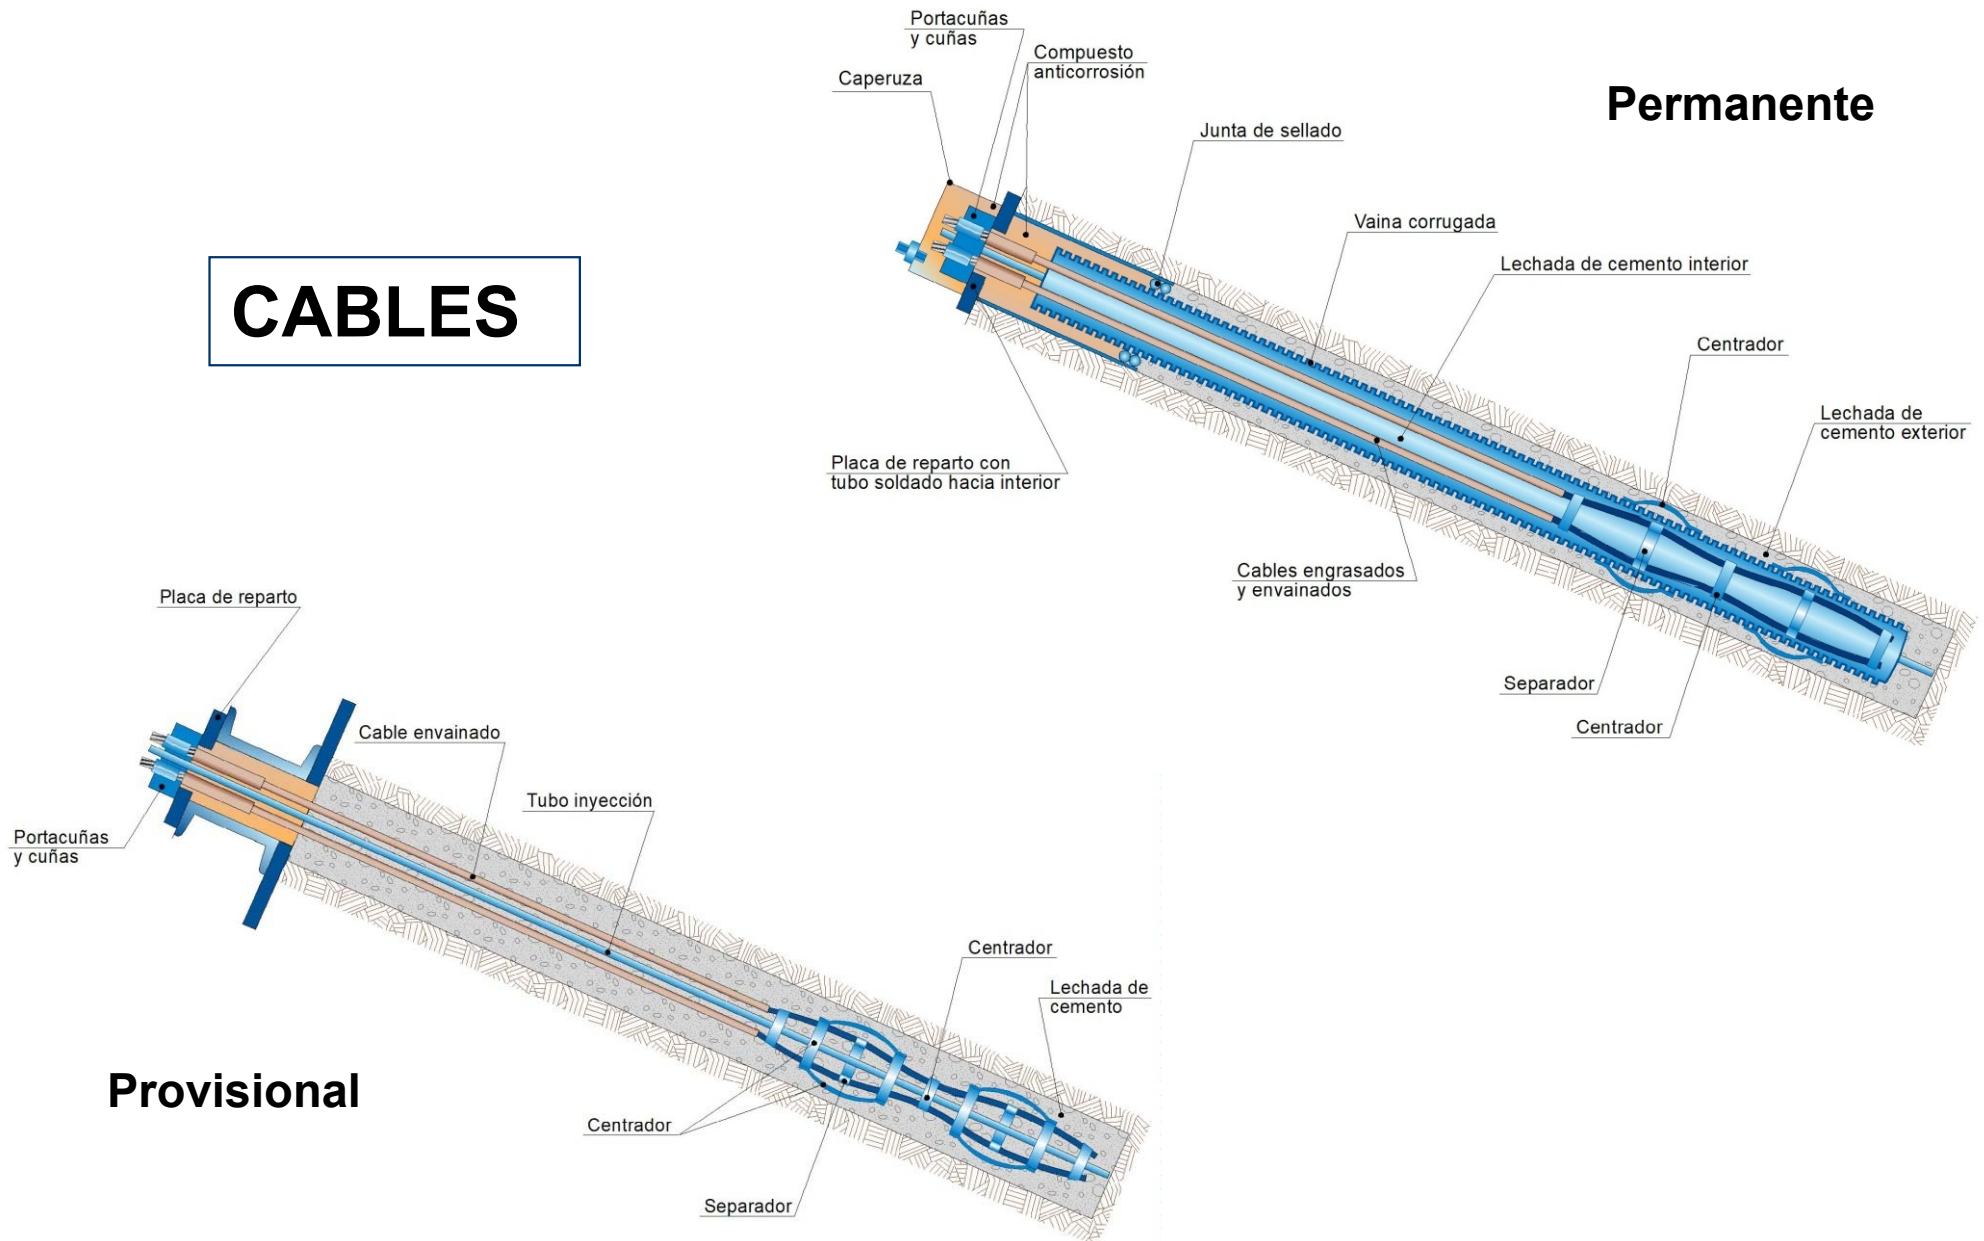 Portacuñas
y cuñas
Compuesto
anticorrosión
Caperuza
Permanente
Junta de sellado
Vaina corrugada
Lechada de cemento interior
CABLES
Centrador
Lechada de
cemento exterior
Placa de reparto con
tubo soldado hacia interior
Cables engrasados
y envainados
Separador
Centrador
Placa de reparto
Cable envainado
Tubo inyección
Portacuñas
y cuñas
Centrador
Lechada de
cemento
Provisional
Centrador
Separador